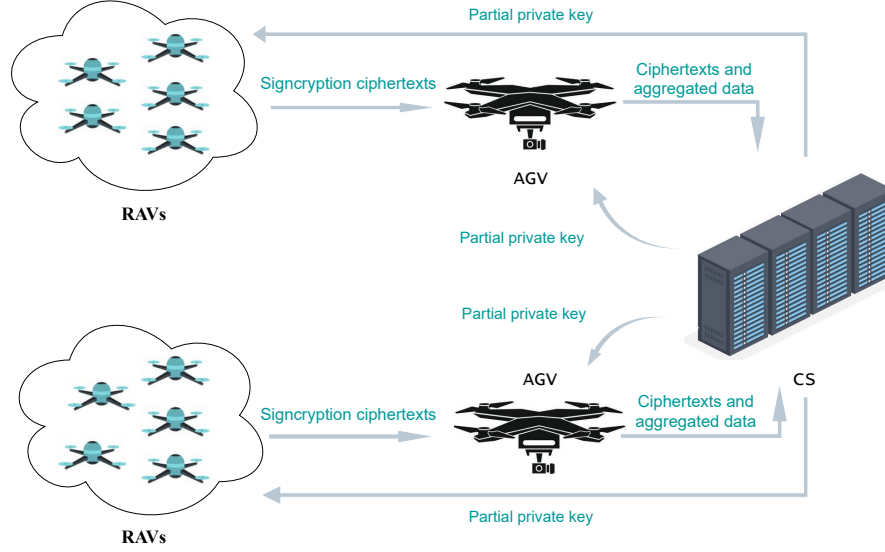 Partial private key
Signcryption ciphertexts
Ciphertexts and
aggregated data
AGV
RAVs
Partial private key
Partial private key
AGV
CS
Signcryption ciphertexts
Ciphertexts and
aggregated data
Partial private key
RAVs